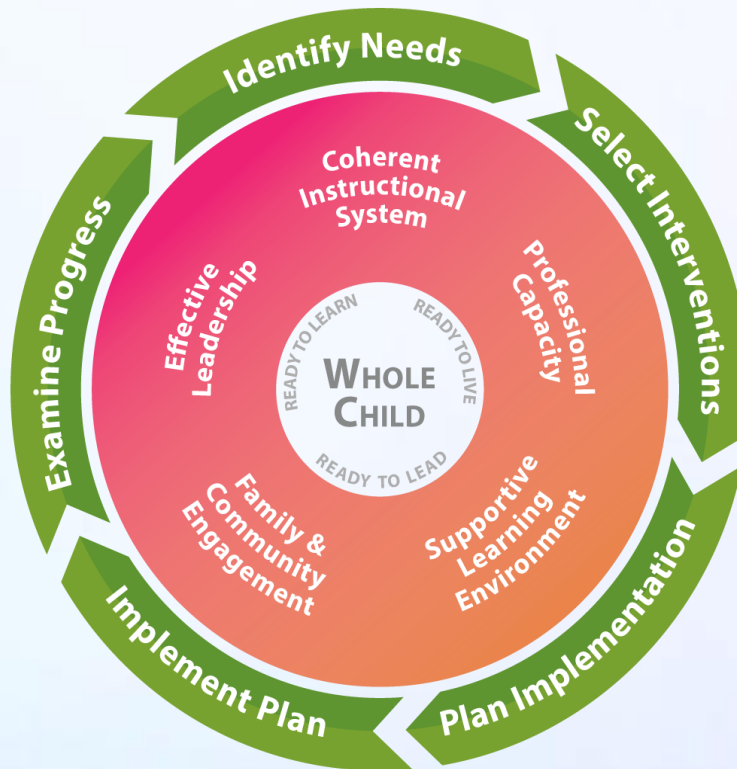 Identify Needs
Select Interventions
Plan Implementation
Implement Plan
Examine Progress
Coherent
Instructional
System
Professional
Capacity
Supportive
Learning
Environment
Family &
Community
Engagement
Effective
Leadership
READY TO LEARN
READY TO LIVE
READY TO LEAD
WHOLE
CHILD